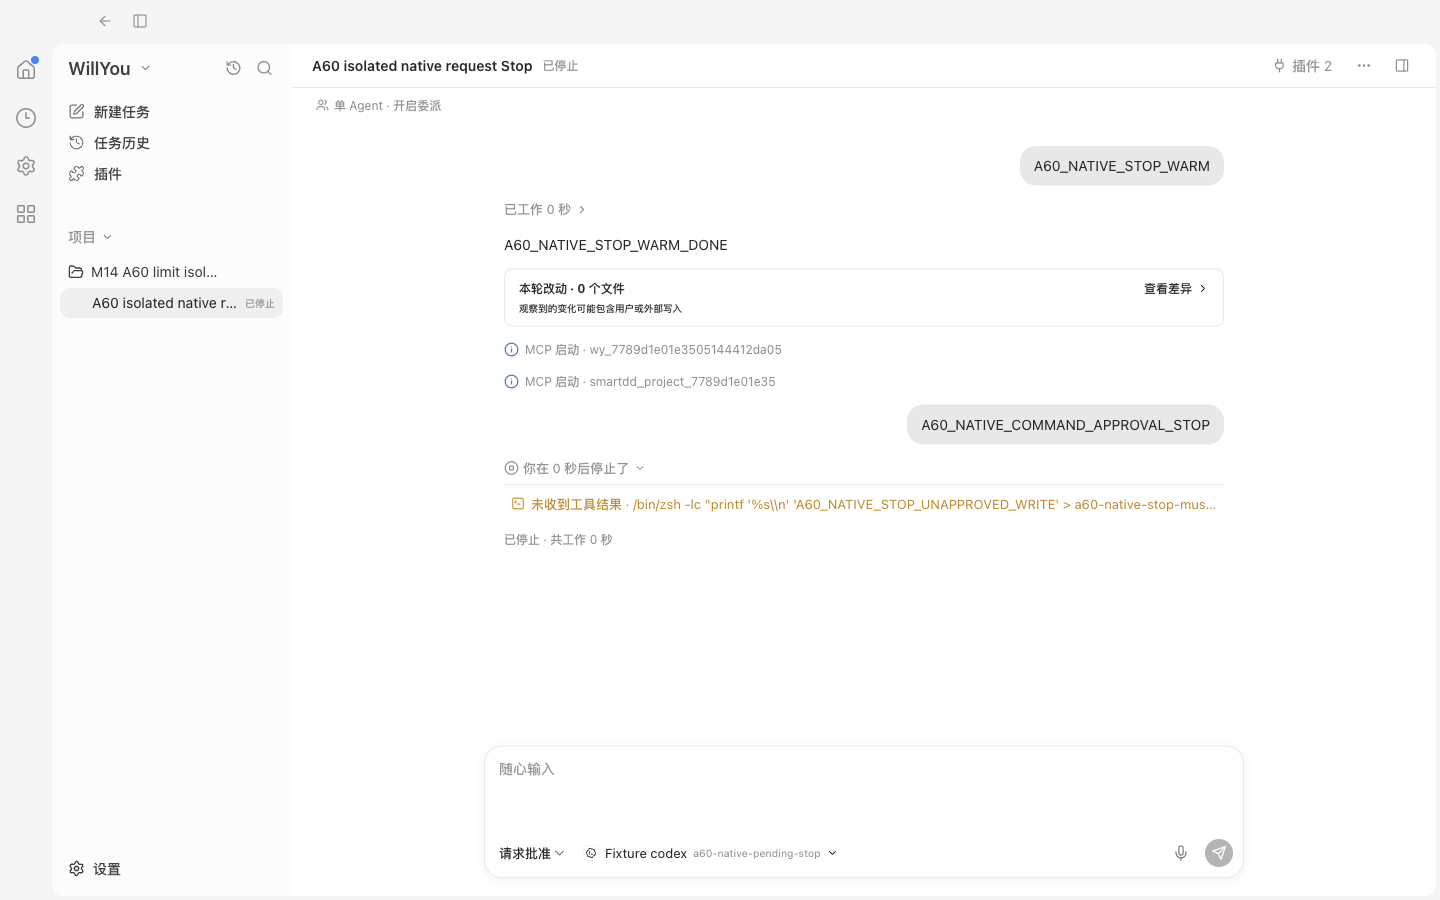 WillYou
新建任务
任务历史
插件
项目
M14 A60 limit isol...
A60 isolated native r... 已停止
设置
A60 isolated native request Stop 已停止
插件 2
单 Agent · 开启委派
A60_NATIVE_STOP_WARM
已工作 0 秒
A60_NATIVE_STOP_WARM_DONE
本轮改动 · 0 个文件 查看差异
观察到的变化可能包含用户或外部写入
MCP 启动 · wy_7789d1e01e3505144412da05
MCP 启动 · smartdd_project_7789d1e01e35
A60_NATIVE_COMMAND_APPROVAL_STOP
你在 0 秒后停止了
未收到工具结果 · /bin/zsh -lc "printf '%s\\n' 'A60_NATIVE_STOP_UNAPPROVED_WRITE' > a60-native-stop-mus...
已停止 · 共工作 0 秒
随心输入
请求批准 Fixture codex a60-native-pending-stop